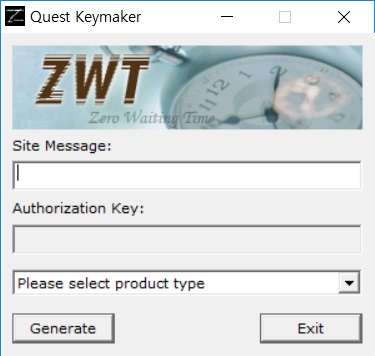 Quest Keymaker
ZWT
Zero Waiting Time
Site Message:
Authorization Key:
Please select product type
Generate
Exit